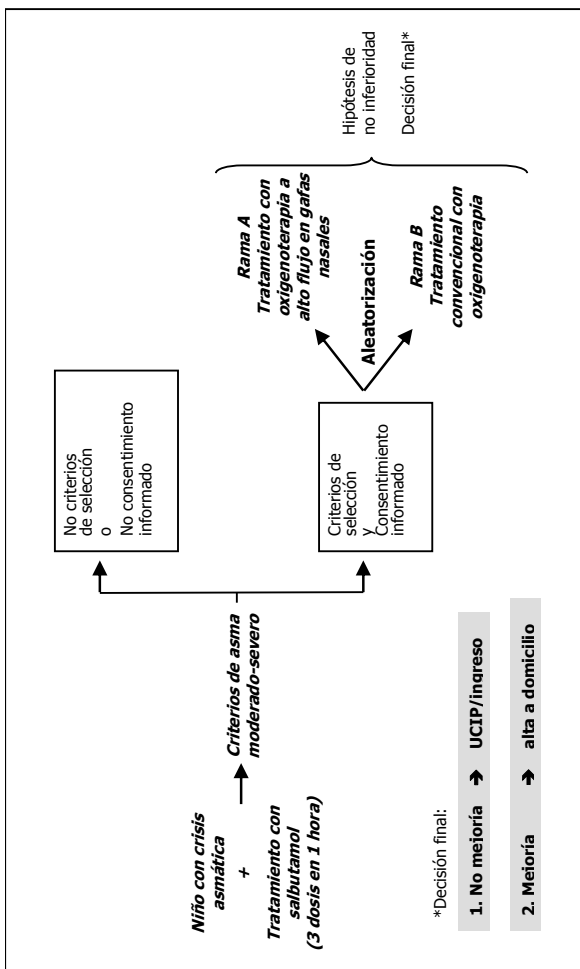 Niño con crisis
asmática
+
Tratamiento con
salbutamol
(3 dosis en 1 hora)
Criterios de asma
moderado-severo
No criterios
de selección
o
No consentimiento
informado
Criterios de
selección
y Consentimiento
informado
Aleatorización
Rama A
Tratamiento con
oxigenoterapia a
alto flujo en gafas
nasales
Rama B
Tratamiento
convencional con
oxigenoterapia
Hipótesis de
no inferioridad
Decisión final*
*Decisión final:
1. No mejoría ➔ UCIP/ingreso
2. Mejoría ➔ alta a domicilio